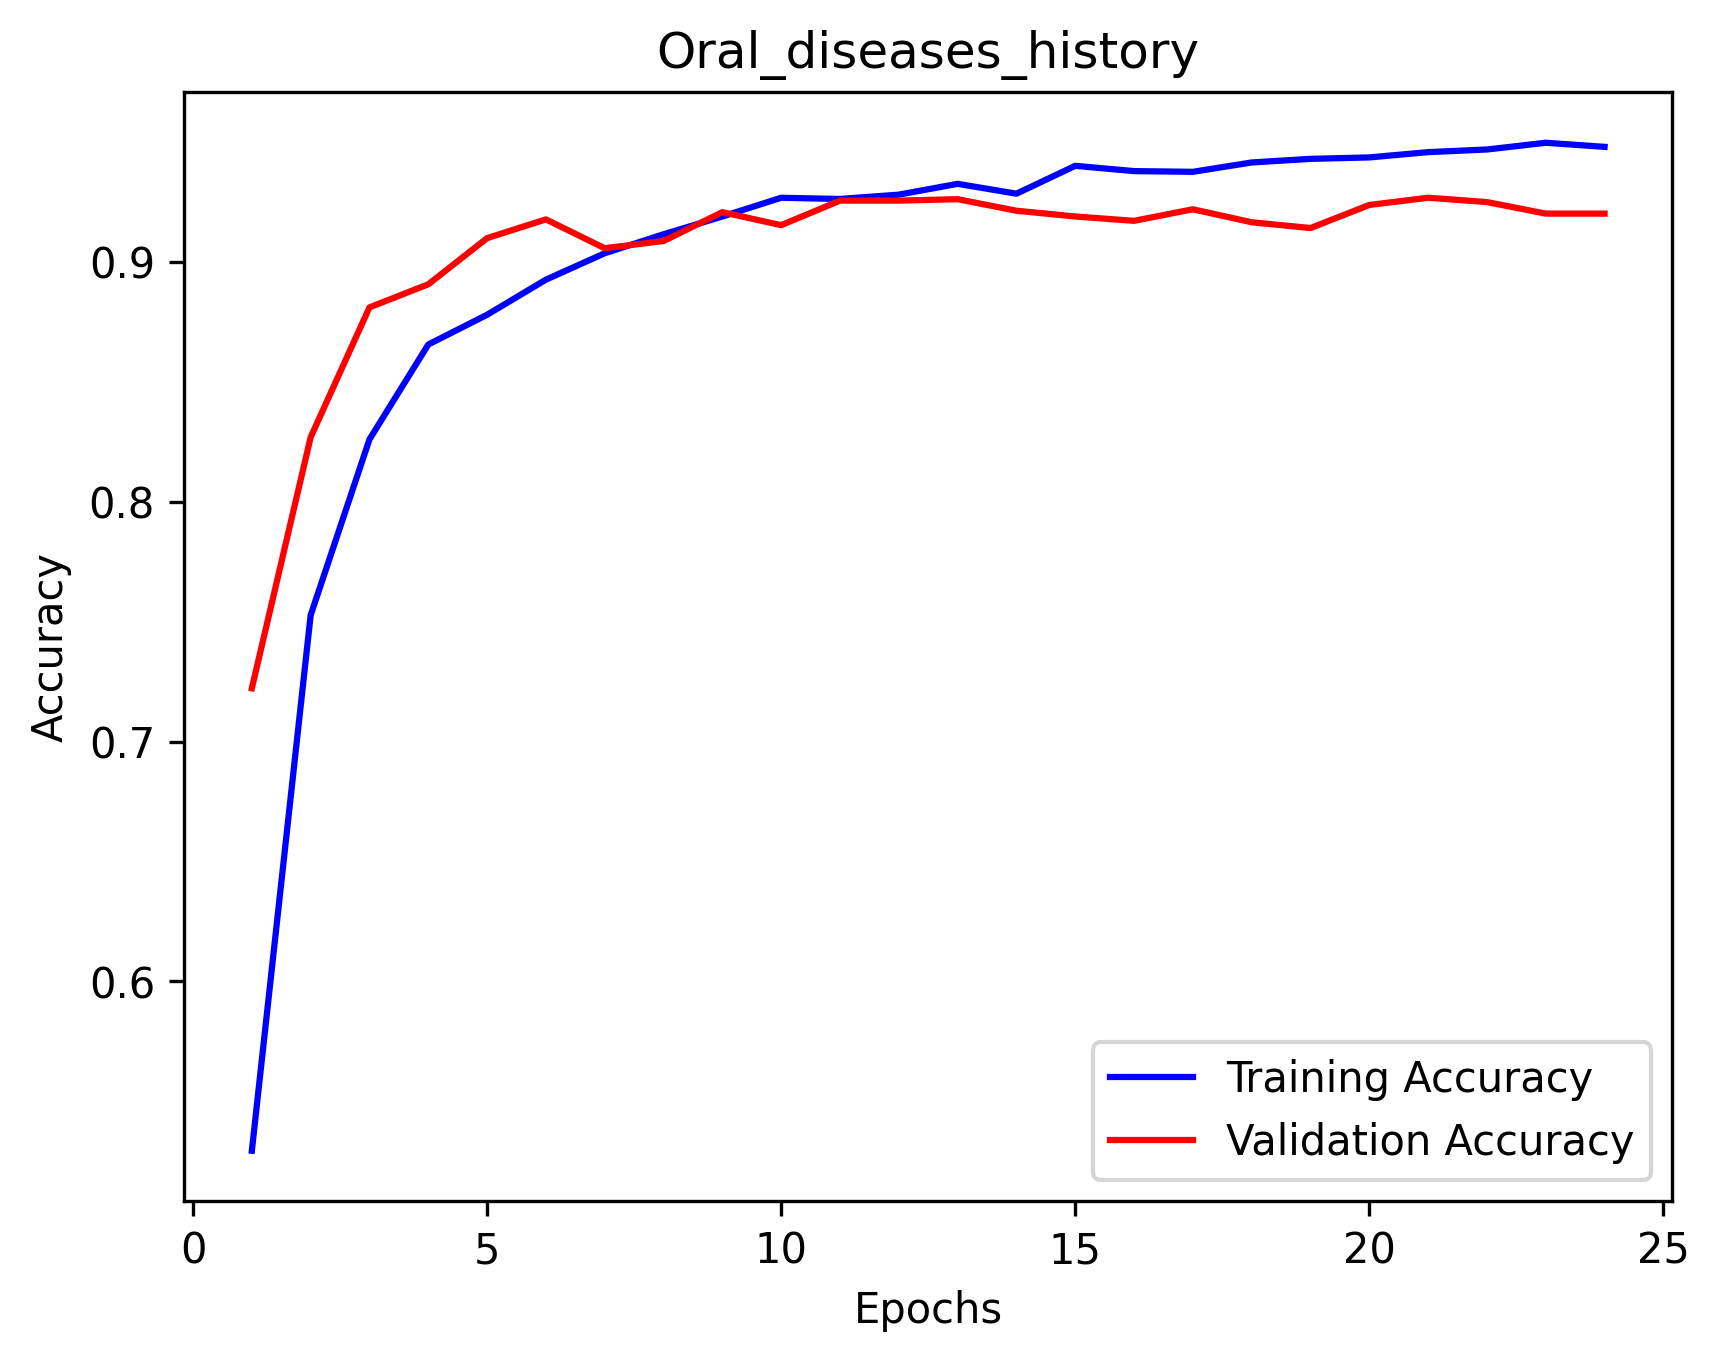 Oral_diseases_history
Accuracy
0.9
0.8
0.7
0.6
Training Accuracy
Validation Accuracy
0 5 10 15 20 25
Epochs